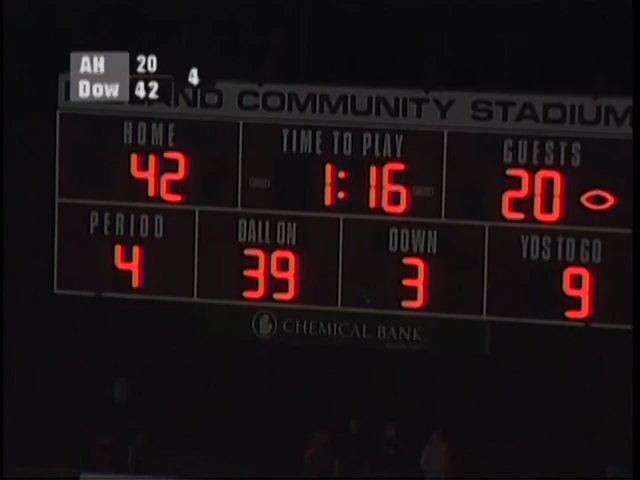 AH 20
Dow 42 4
AND COMMUNITY STADIUM
HOME TIME TO PLAY GUESTS
42 1:16 20
PERIOD BALL ON DOWN YDS TO GO
4 39 3 9
CHEMICAL BANK